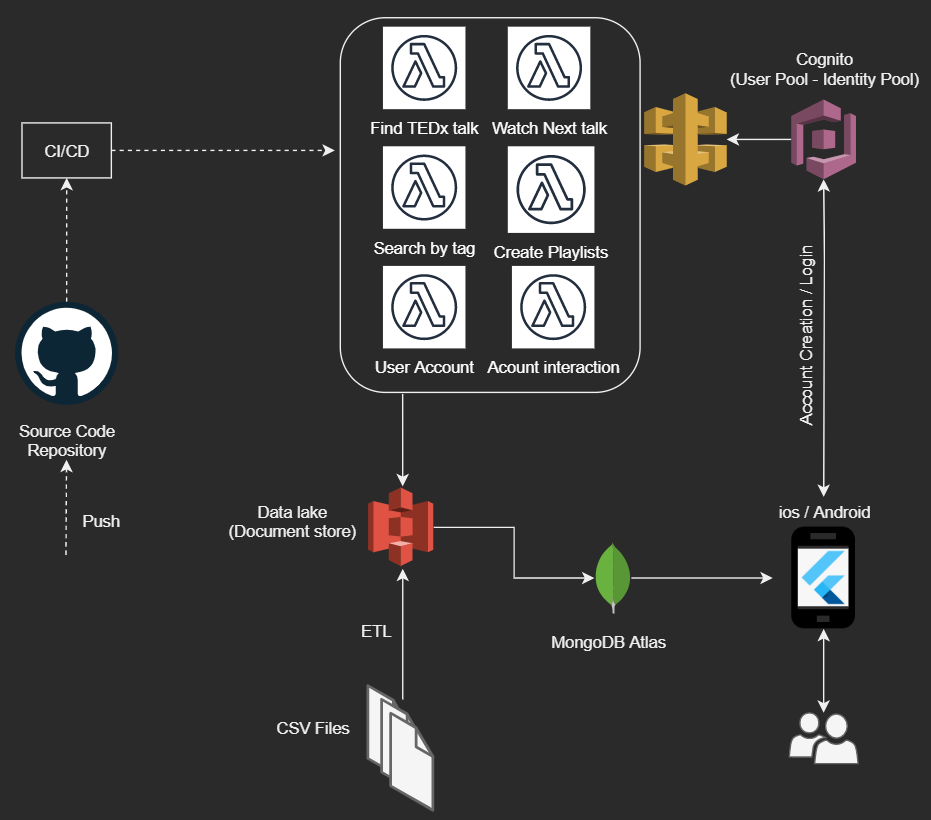 Cognito
(User Pool - Identity Pool)
Find TEDx talk
Watch Next talk
CI/CD
Search by tag
Create Playlists
User Account
Acount interaction
Account Creation / Login
Source Code
Repository
Push
Data lake
(Document store)
ios / Android
ETL
MongoDB Atlas
CSV Files